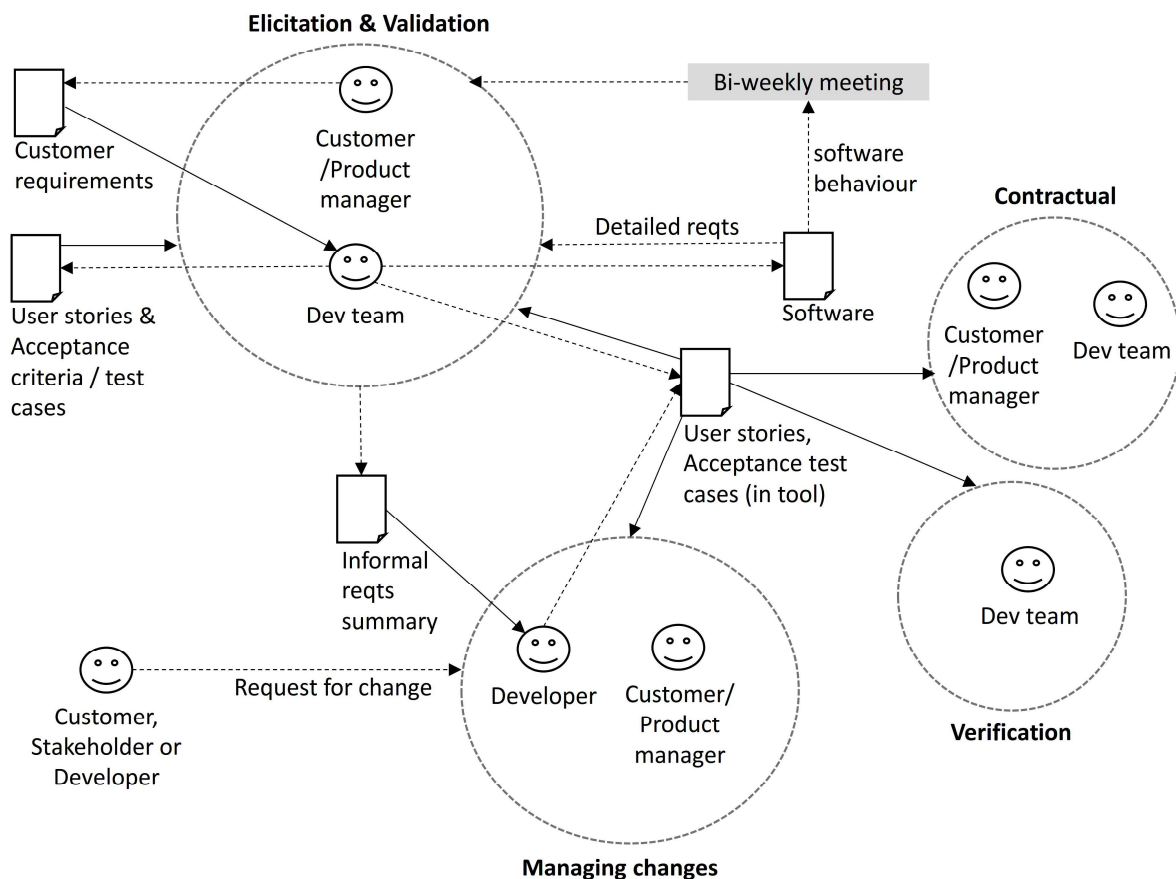 Elicitation & Validation
Bi-weekly meeting
Customer
requirements
Customer
/Product
manager
software
behaviour
Contractual
Detailed reqts
User stories &
Acceptance
criteria / test
cases
Dev team
Software
Customer
/Product
manager
Dev team
User stories,
Acceptance test
cases (in tool)
Informal
reqts
summary
Dev team
Request for change
Developer
Customer/
Product
manager
Customer,
Stakeholder or
Developer
Verification
Managing changes